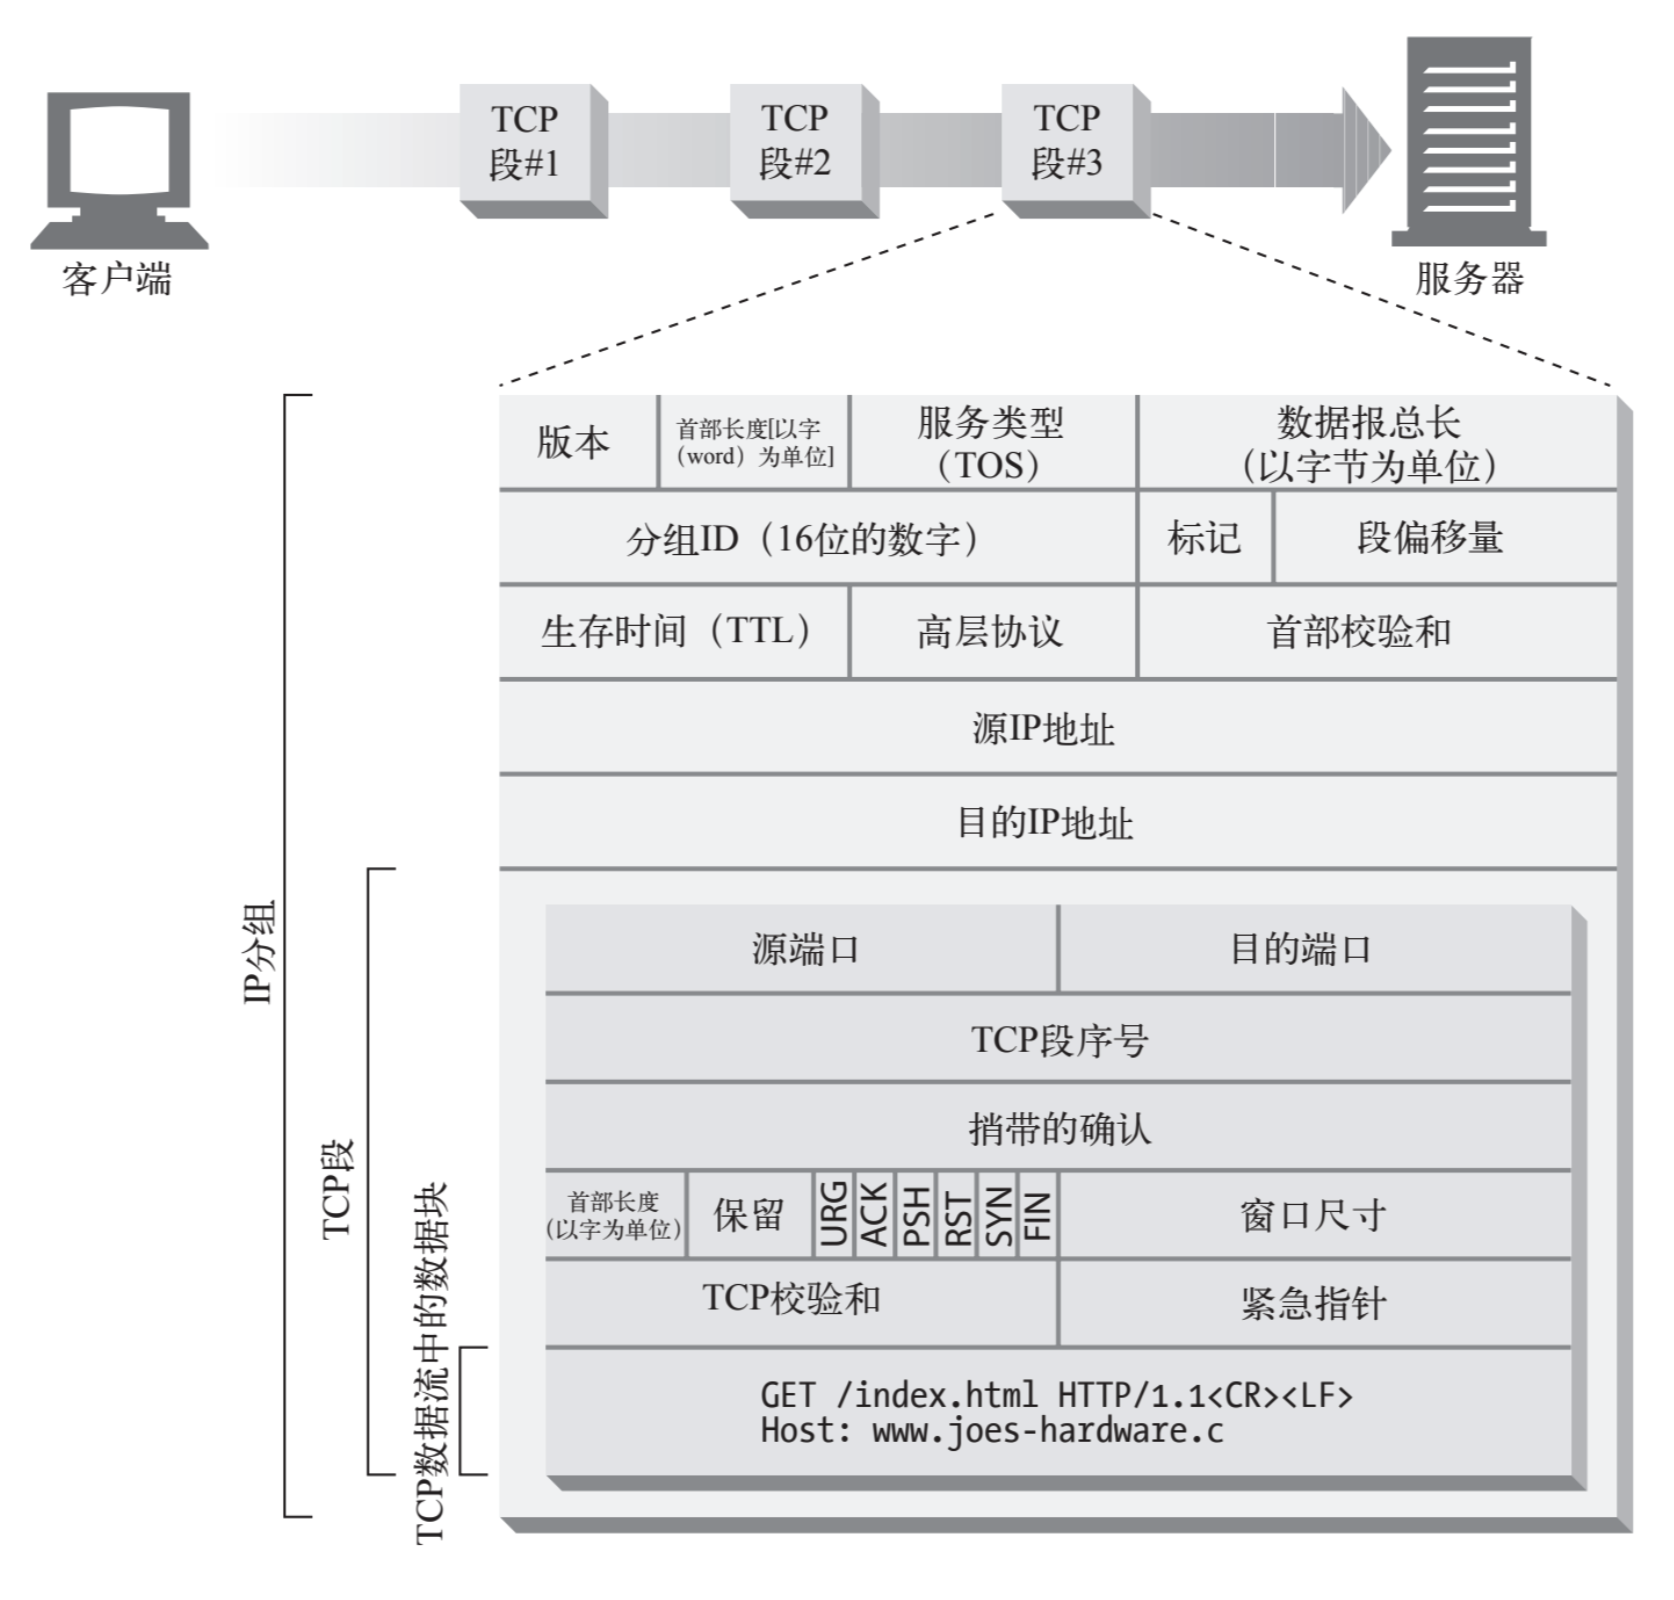 TCP
段#1
TCP
段#2
TCP
段#3
客户端
服务器
版本
首部长度[以字
（word）为单位]
服务类型
（TOS）
数据报总长
（以字节为单位）
分组ID（16位的数字）
标记
段偏移量
生存时间（TTL）
高层协议
首部校验和
源IP地址
目的IP地址
IP分组
TCP段
TCP数据流中的数据块
源端口
目的端口
TCP段序号
捎带的确认
首部长度
(以字为单位)
保留
URG
ACK
PSH
RST
SYN
FIN
窗口尺寸
TCP校验和
紧急指针
GET /index.html HTTP/1.1<CR><LF>
Host: www.joes-hardware.c